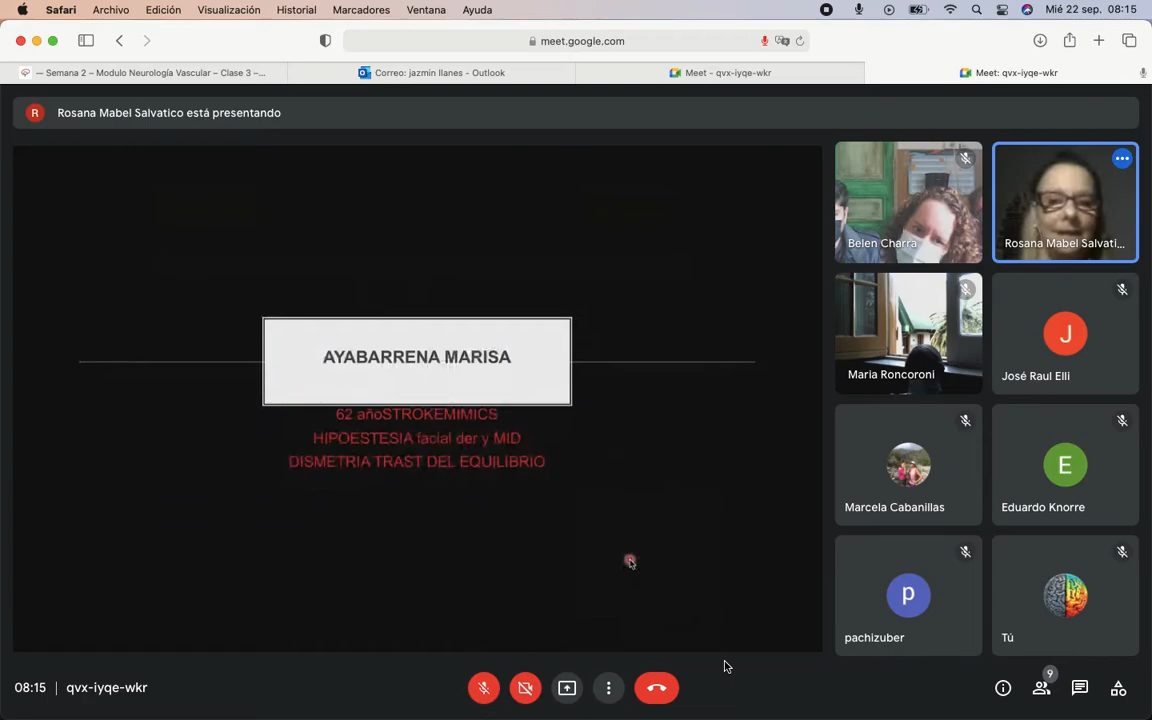 Safari Archivo Edición Visualización Historial Marcadores Ventana Ayuda Mié 22 sep. 08:15
meet.google.com
— Semana 2 – Modulo Neurología Vascular – Clase 3 –... Correo: jazmin llanes - Outlook Meet - qvx-iyqe-wkr Meet: qvx-iyqe-wkr
R Rosana Mabel Salvatico está presentando
AYABARRENA MARISA
62 añoSTROKEMIMICS
HIPOESTESIA facial der y MID
DISMETRIA TRAST DEL EQUILIBRIO
Belen Charra
Rosana Mabel Salvati...
Maria Roncoroni
J
José Raul Elli
Marcela Cabanillas
E
Eduardo Knorre
p
pachizuber
Tú
08:15 | qvx-iyqe-wkr
9